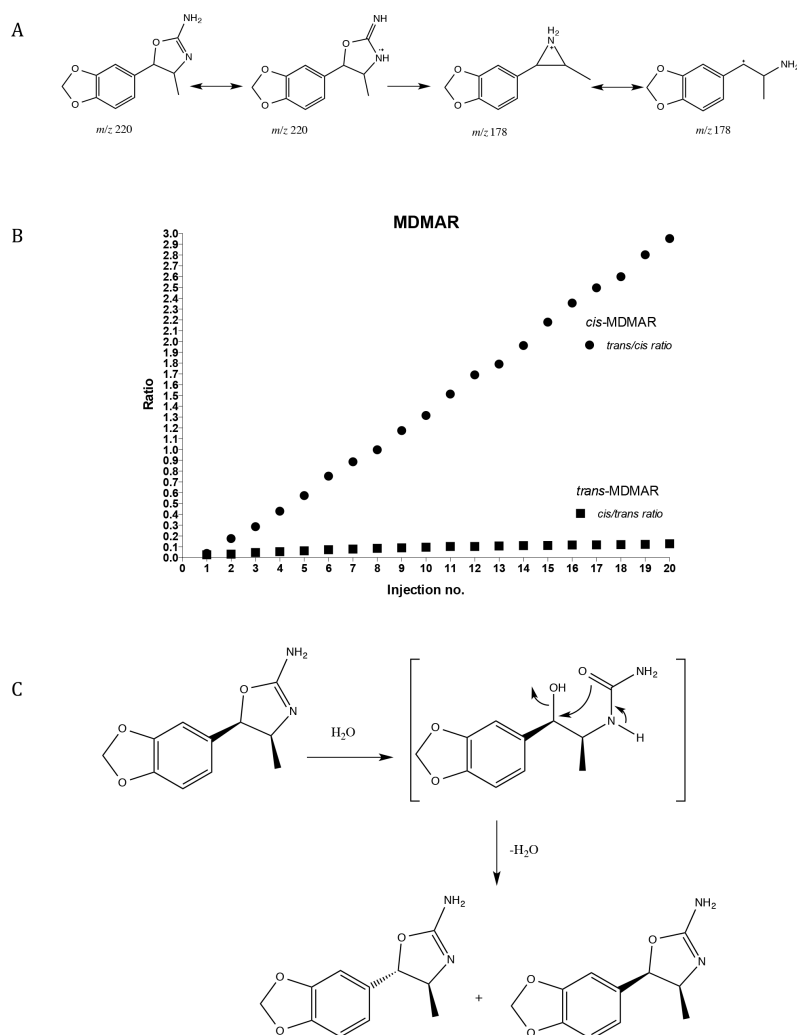 A
NH2
O
N
O
O
m/z 220
NH
O
NH
O
O
m/z 220
H2
N
O
O
m/z 178
NH2
O
O
m/z 178
B
MDMAR
Ratio
3.0
2.9
2.8
2.7
2.6
2.5
2.4
2.3
2.2
2.1
2.0
1.9
1.8
1.7
1.6
1.5
1.4
1.3
1.2
1.1
1.0
0.9
0.8
0.7
0.6
0.5
0.4
0.3
0.2
0.1
0.0
cis-MDMAR
trans/cis ratio
trans-MDMAR
cis/trans ratio
0 1 2 3 4 5 6 7 8 9 10 11 12 13 14 15 16 17 18 19 20
Injection no.
C
NH2
O
N
O
O
H2O
OH
O
NH2
N
H
O
O
-H2O
NH2
O
N
O
O
+
NH2
O
N
O
O